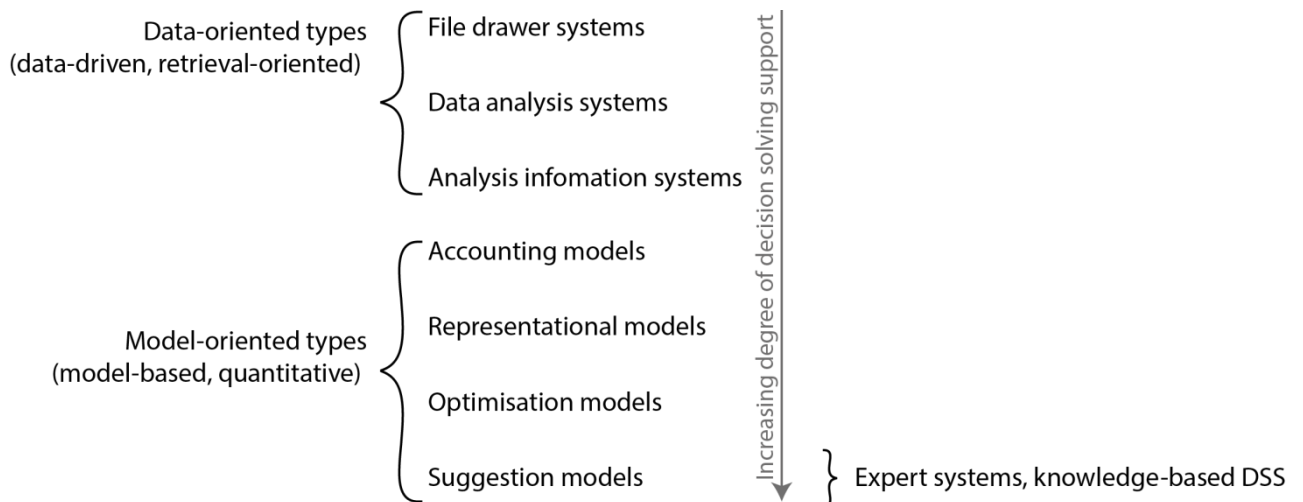 Data-oriented types
(data-driven, retrieval-oriented)
File drawer systems
Data analysis systems
Analysis infomation systems
Model-oriented types
(model-based, quantitative)
Accounting models
Representational models
Optimisation models
Suggestion models
Increasing degree of decision solving support
Expert systems, knowledge-based DSS